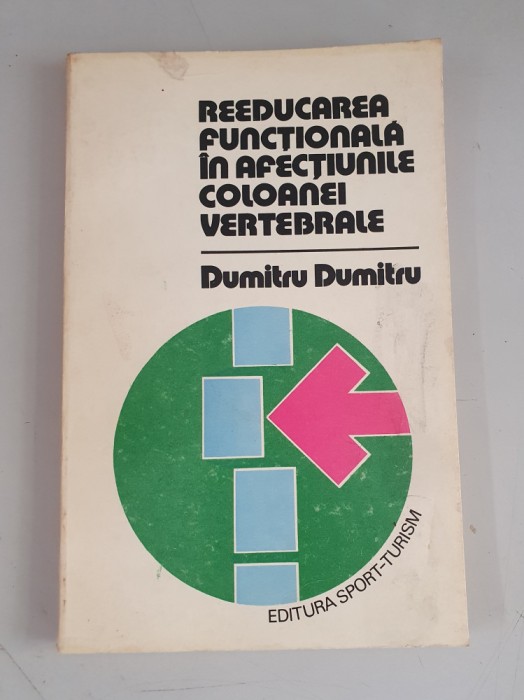 REEDUCAREA
FUNCȚIONALĂ
ÎN AFECȚIUNILE
COLOANEI
VERTEBRALE
Dumitru Dumitru
EDITURA SPORT-TURISM